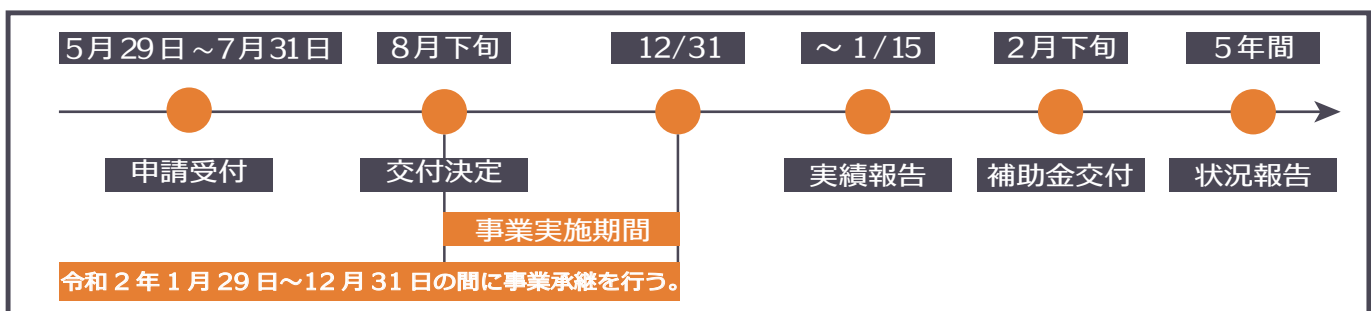 5月29日～7月31日
8月下旬
12/31
～1/15
2月下旬
5年間
申請受付
交付決定
実績報告
補助金交付
状況報告
事業実施期間
令和2年1月29日～12月31日の間に事業承継を行う。